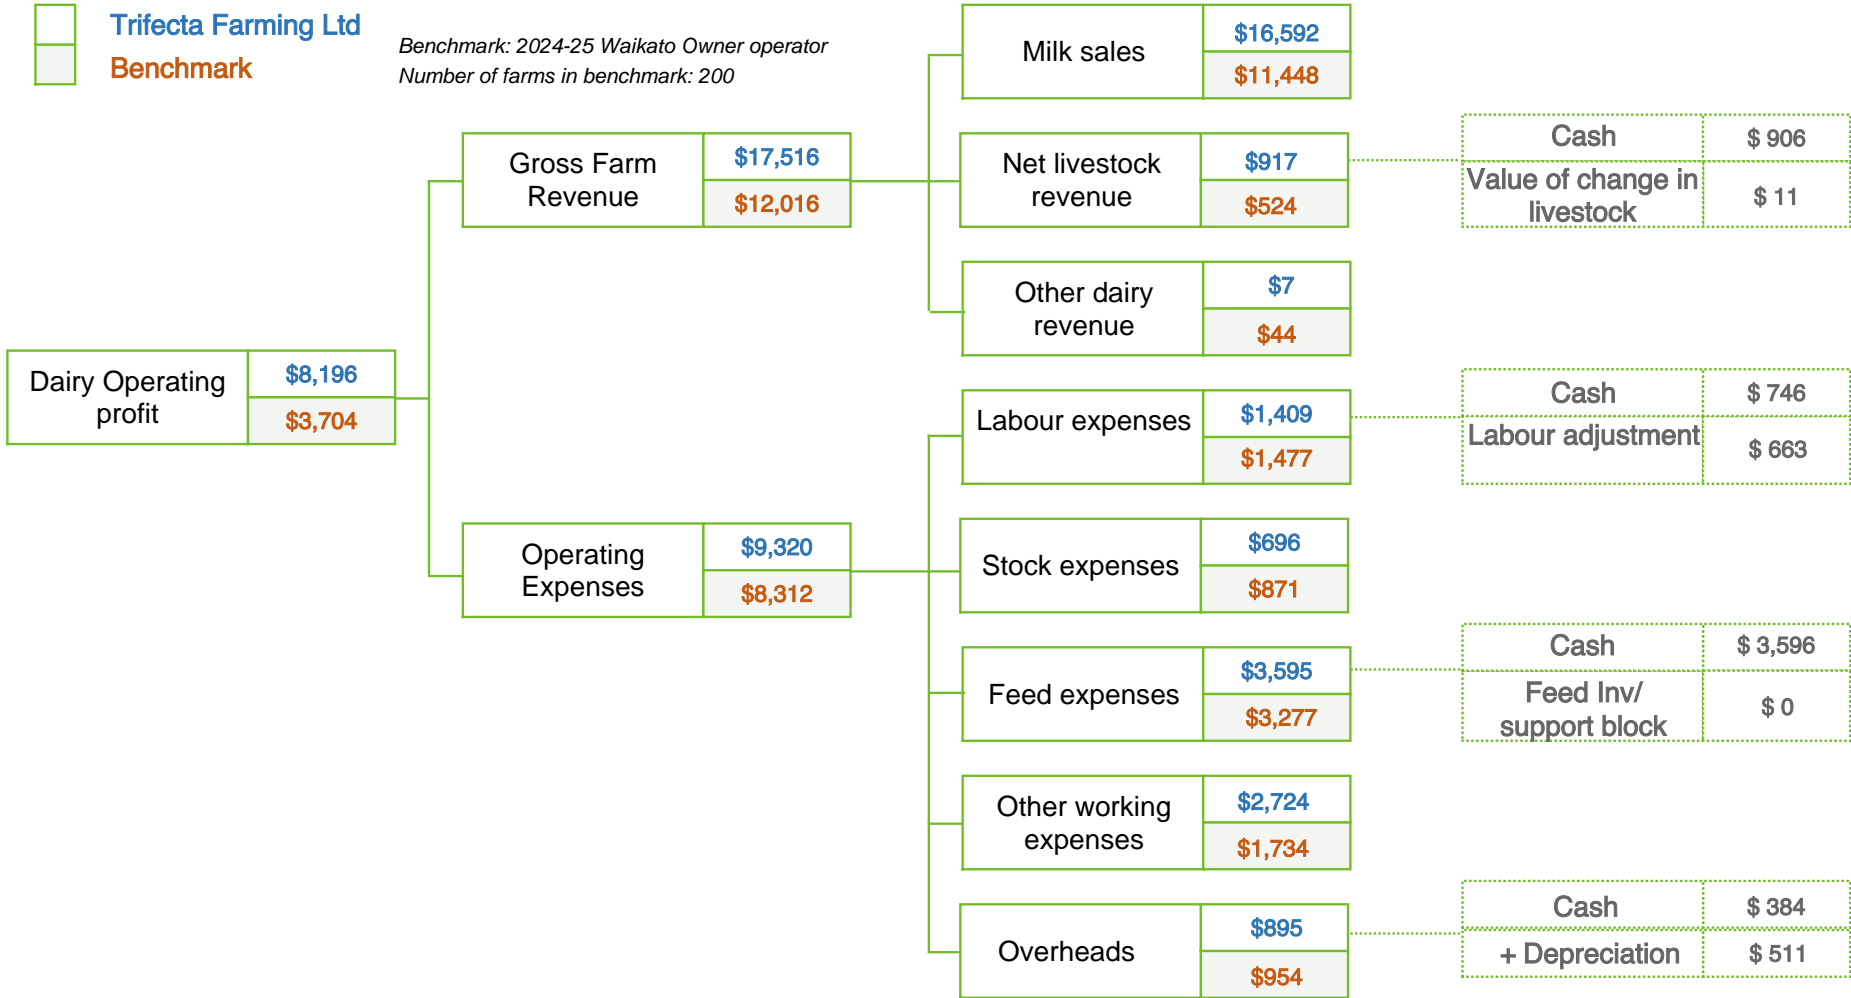 Trifecta Farming Ltd
Benchmark
Benchmark: 2024-25 Waikato Owner operator
Number of farms in benchmark: 200
Milk sales
$16,592
$11,448
Gross Farm
Revenue
$17,516
$12,016
Net livestock
revenue
$917
$524
Cash
$ 906
Value of change in
livestock
$ 11
Other dairy
revenue
$7
$44
Dairy Operating
profit
$8,196
$3,704
Labour expenses
$1,409
$1,477
Cash
$ 746
Labour adjustment
$ 663
Operating
Expenses
$9,320
$8,312
Stock expenses
$696
$871
Feed expenses
$3,595
$3,277
Cash
$ 3,596
Feed Inv/
support block
$ 0
Other working
expenses
$2,724
$1,734
Overheads
$895
$954
Cash
$ 384
+ Depreciation
$ 511